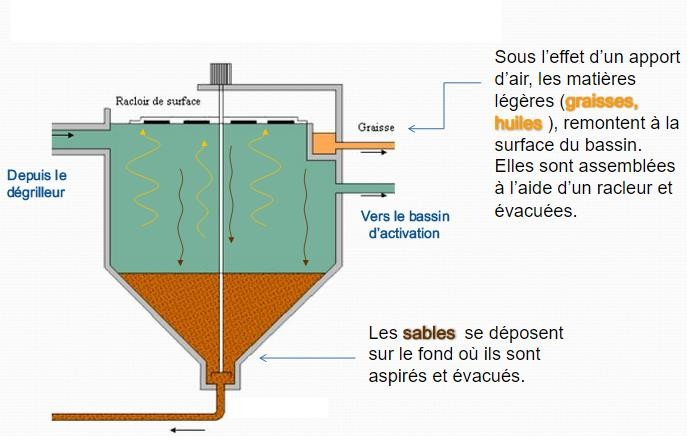 Sous l'effet d'un apport
d'air, les matières
légères (graisses,
huiles ), remontent à la
surface du bassin.
Elles sont assemblées
à l'aide d'un racleur et
évacuées.
Racloir de surface
Graisse
Depuis le
dégrilleur
Vers le bassin
d'activation
Les sables se déposent
sur le fond où ils sont
aspirés et évacués.